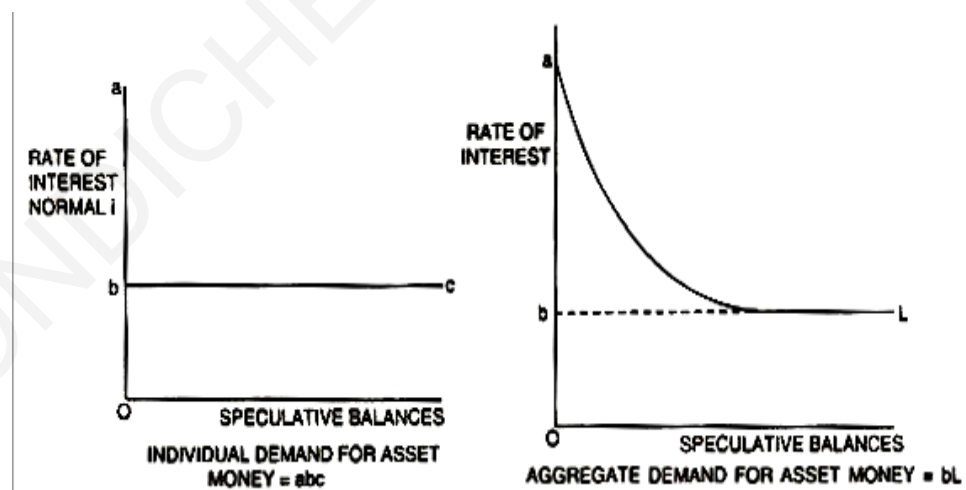 a
RATE OF
INTEREST
NORMAL i
b
c
O
SPECULATIVE BALANCES
INDIVIDUAL DEMAND FOR ASSET
MONEY = abc
a
RATE OF
INTEREST
b
L
O
SPECULATIVE BALANCES
AGGREGATE DEMAND FOR ASSET MONEY = bL